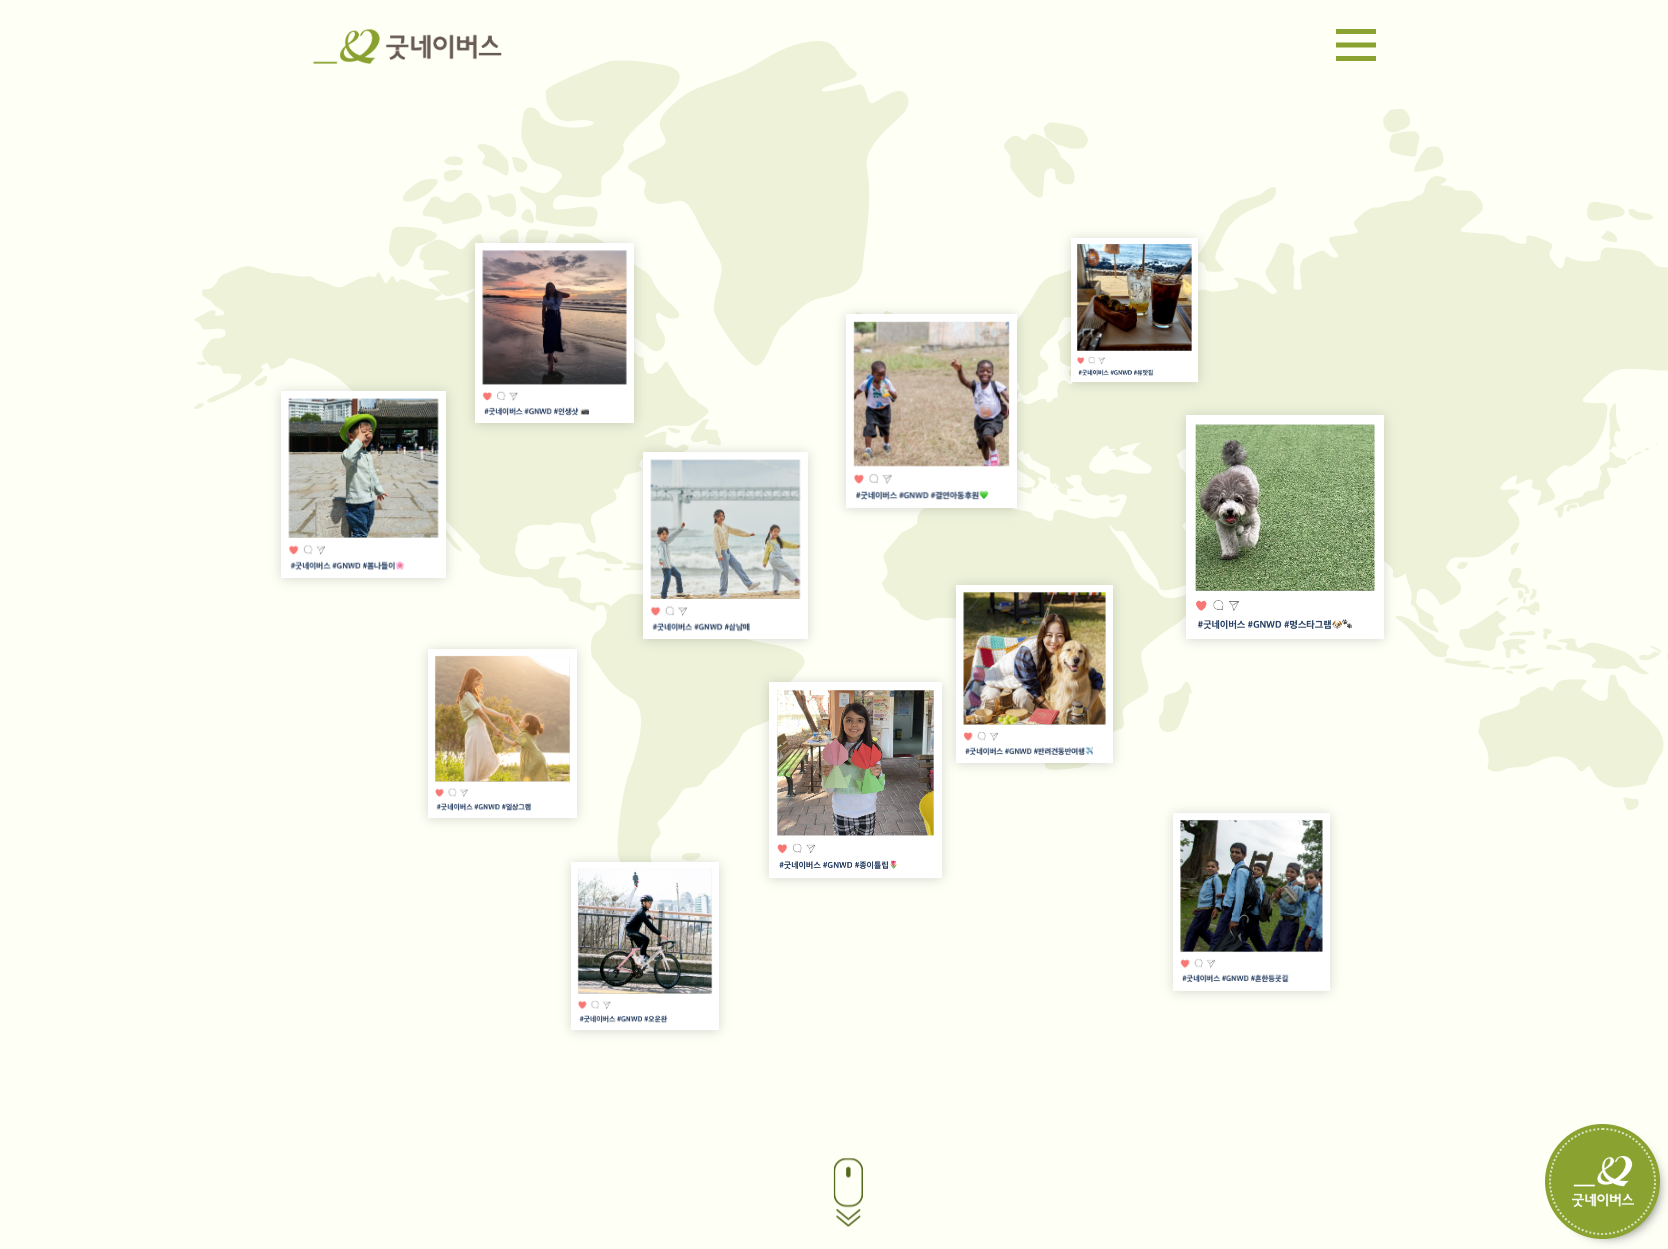 굿네이버스
#굿네이버스 #GNWD #인생샷
#굿네이버스 #GNWD #뷰맛집
#굿네이버스 #GNWD #봄나들이
#굿네이버스 #GNWD #결연아동후원
#굿네이버스 #GNWD #삼남매
#굿네이버스 #GNWD #멍스타그램
#굿네이버스 #GNWD #반려견동반여행
#굿네이버스 #GNWD #일상그램
#굿네이버스 #GNWD #종이튤립
#굿네이버스 #GNWD #흔한등굣길
#굿네이버스 #GNWD #오운완
굿네이버스